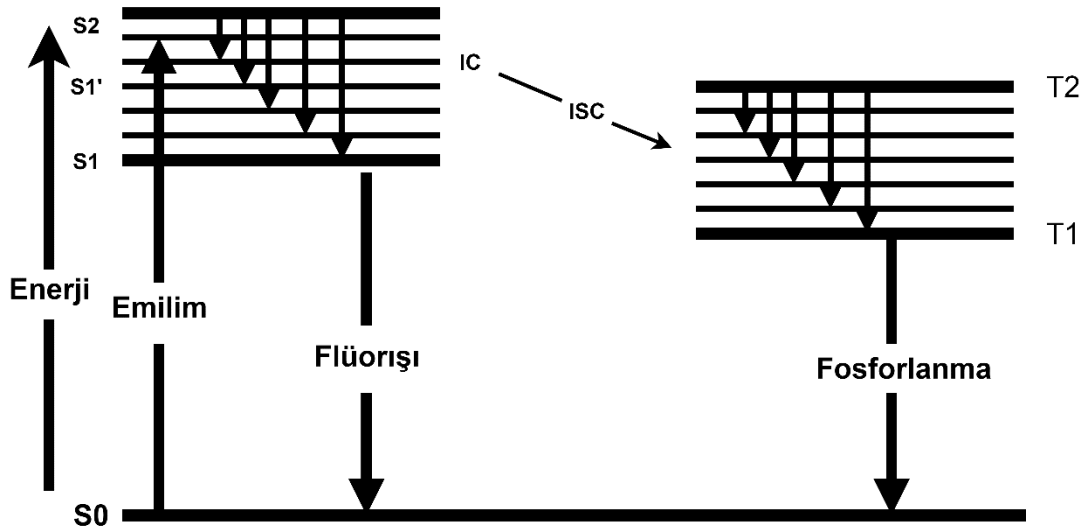 S2
IC
S1'
T2
ISC
S1
T1
Enerji
Emilim
Flüorışı
Fosforlanma
S0